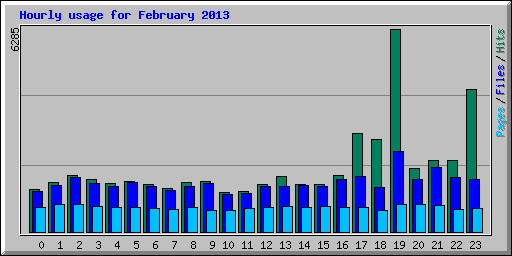 Hourly usage for February 2013
6285
Pages / Files / Hits
0 1 2 3 4 5 6 7 8 9 10 11 12 13 14 15 16 17 18 19 20 21 22 23